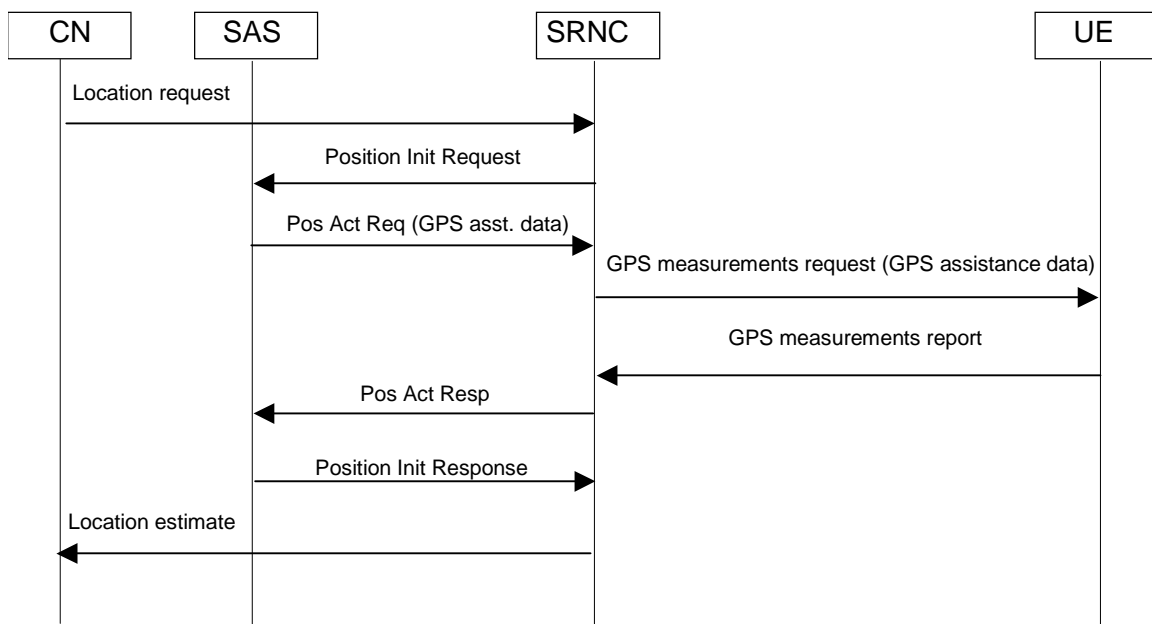 CN
SAS
SRNC
UE
Location request
Position Init Request
Pos Act Req (GPS asst. data)
GPS measurements request (GPS assistance data)
GPS measurements report
Pos Act Resp
Position Init Response
Location estimate